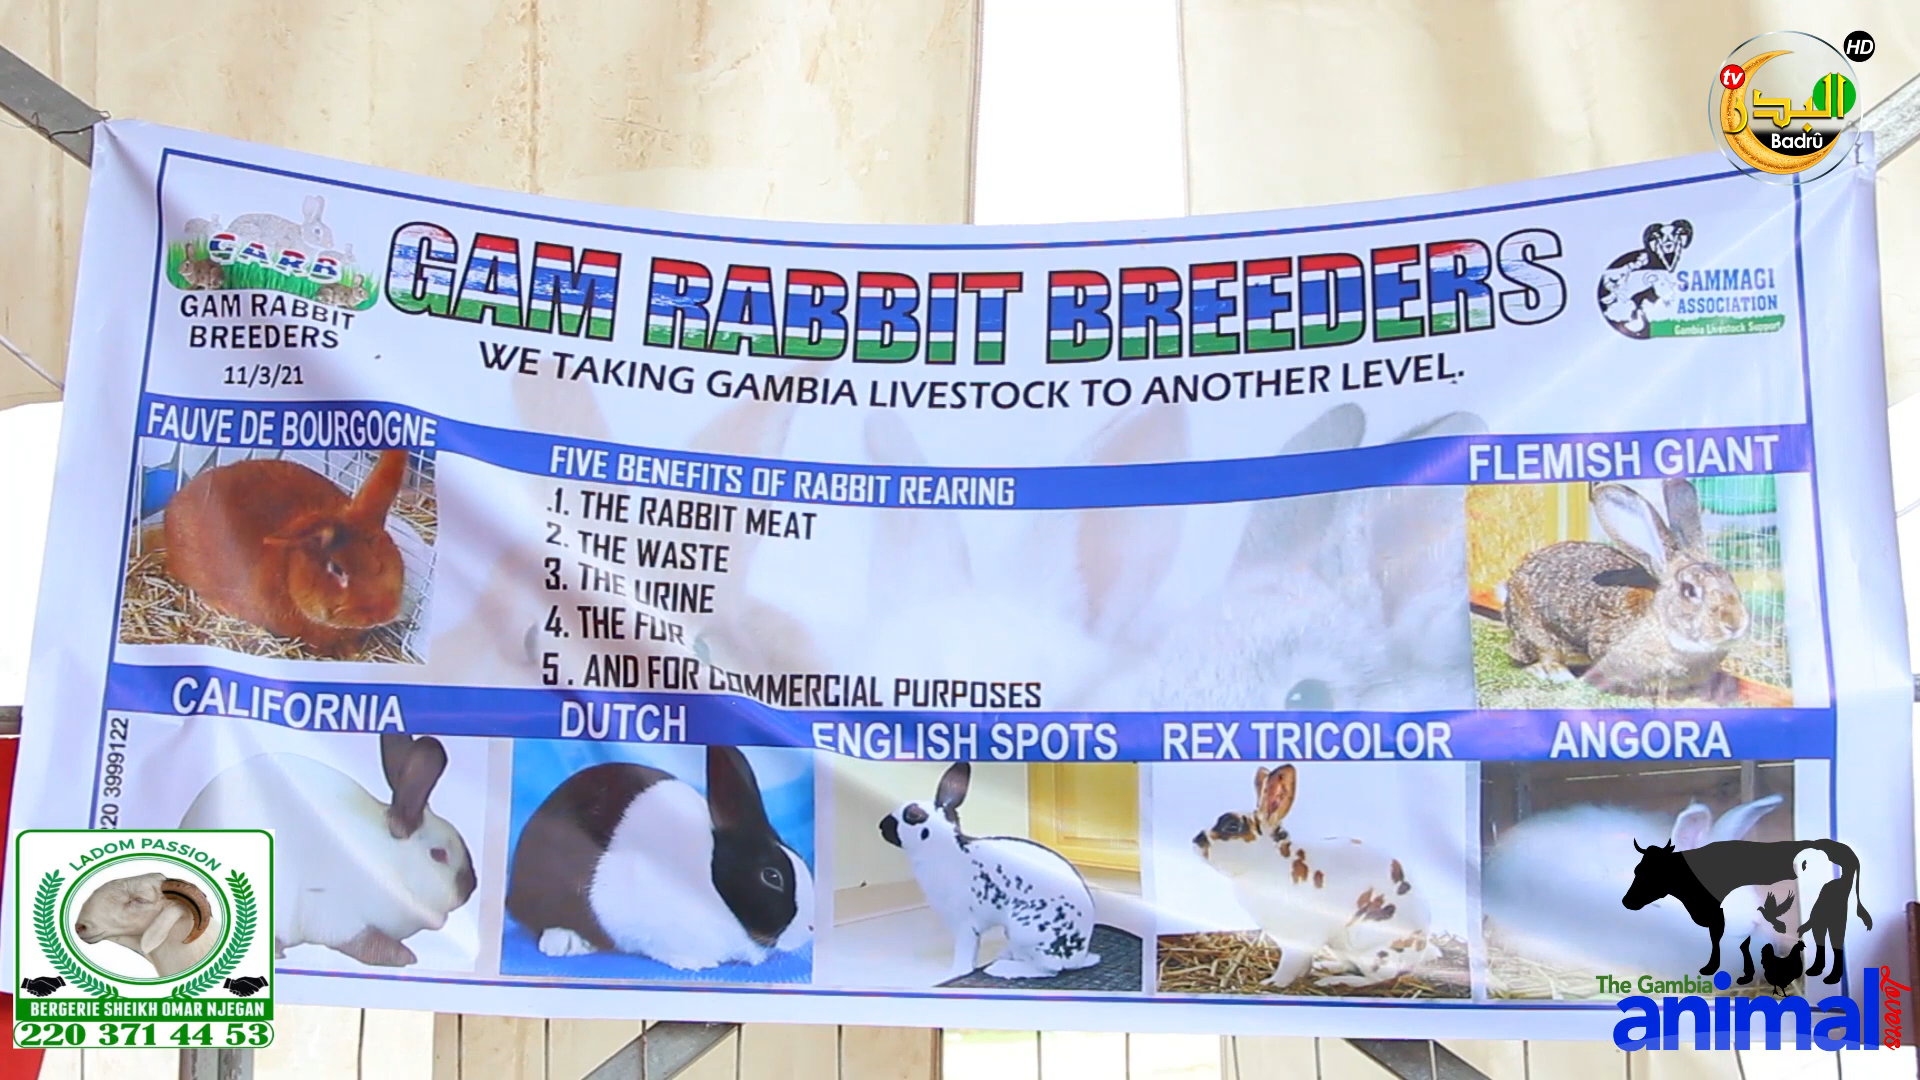 HD
tv
البدر
Badrû
GARB
GAM RABBIT
BREEDERS
11/3/21
GAM RABBIT BREEDERS
WE TAKING GAMBIA LIVESTOCK TO ANOTHER LEVEL.
SAMMAGI
ASSOCIATION
Gambia Livestock Support
FAUVE DE BOURGOGNE
FIVE BENEFITS OF RABBIT REARING
.1. THE RABBIT MEAT
2. THE WASTE
3. THE URINE
4. THE FUR
5 . AND FOR COMMERCIAL PURPOSES
FLEMISH GIANT
CALIFORNIA
DUTCH
ENGLISH SPOTS
REX TRICOLOR
ANGORA
220 3999122
LADOM PASSION
BERGERIE SHEIKH OMAR NJEGAN
220 371 44 53
The Gambia
animal
Lovers